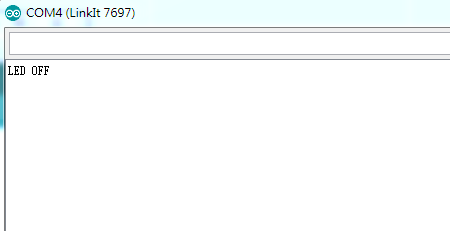 COM4 (LinkIt 7697)
LED OFF